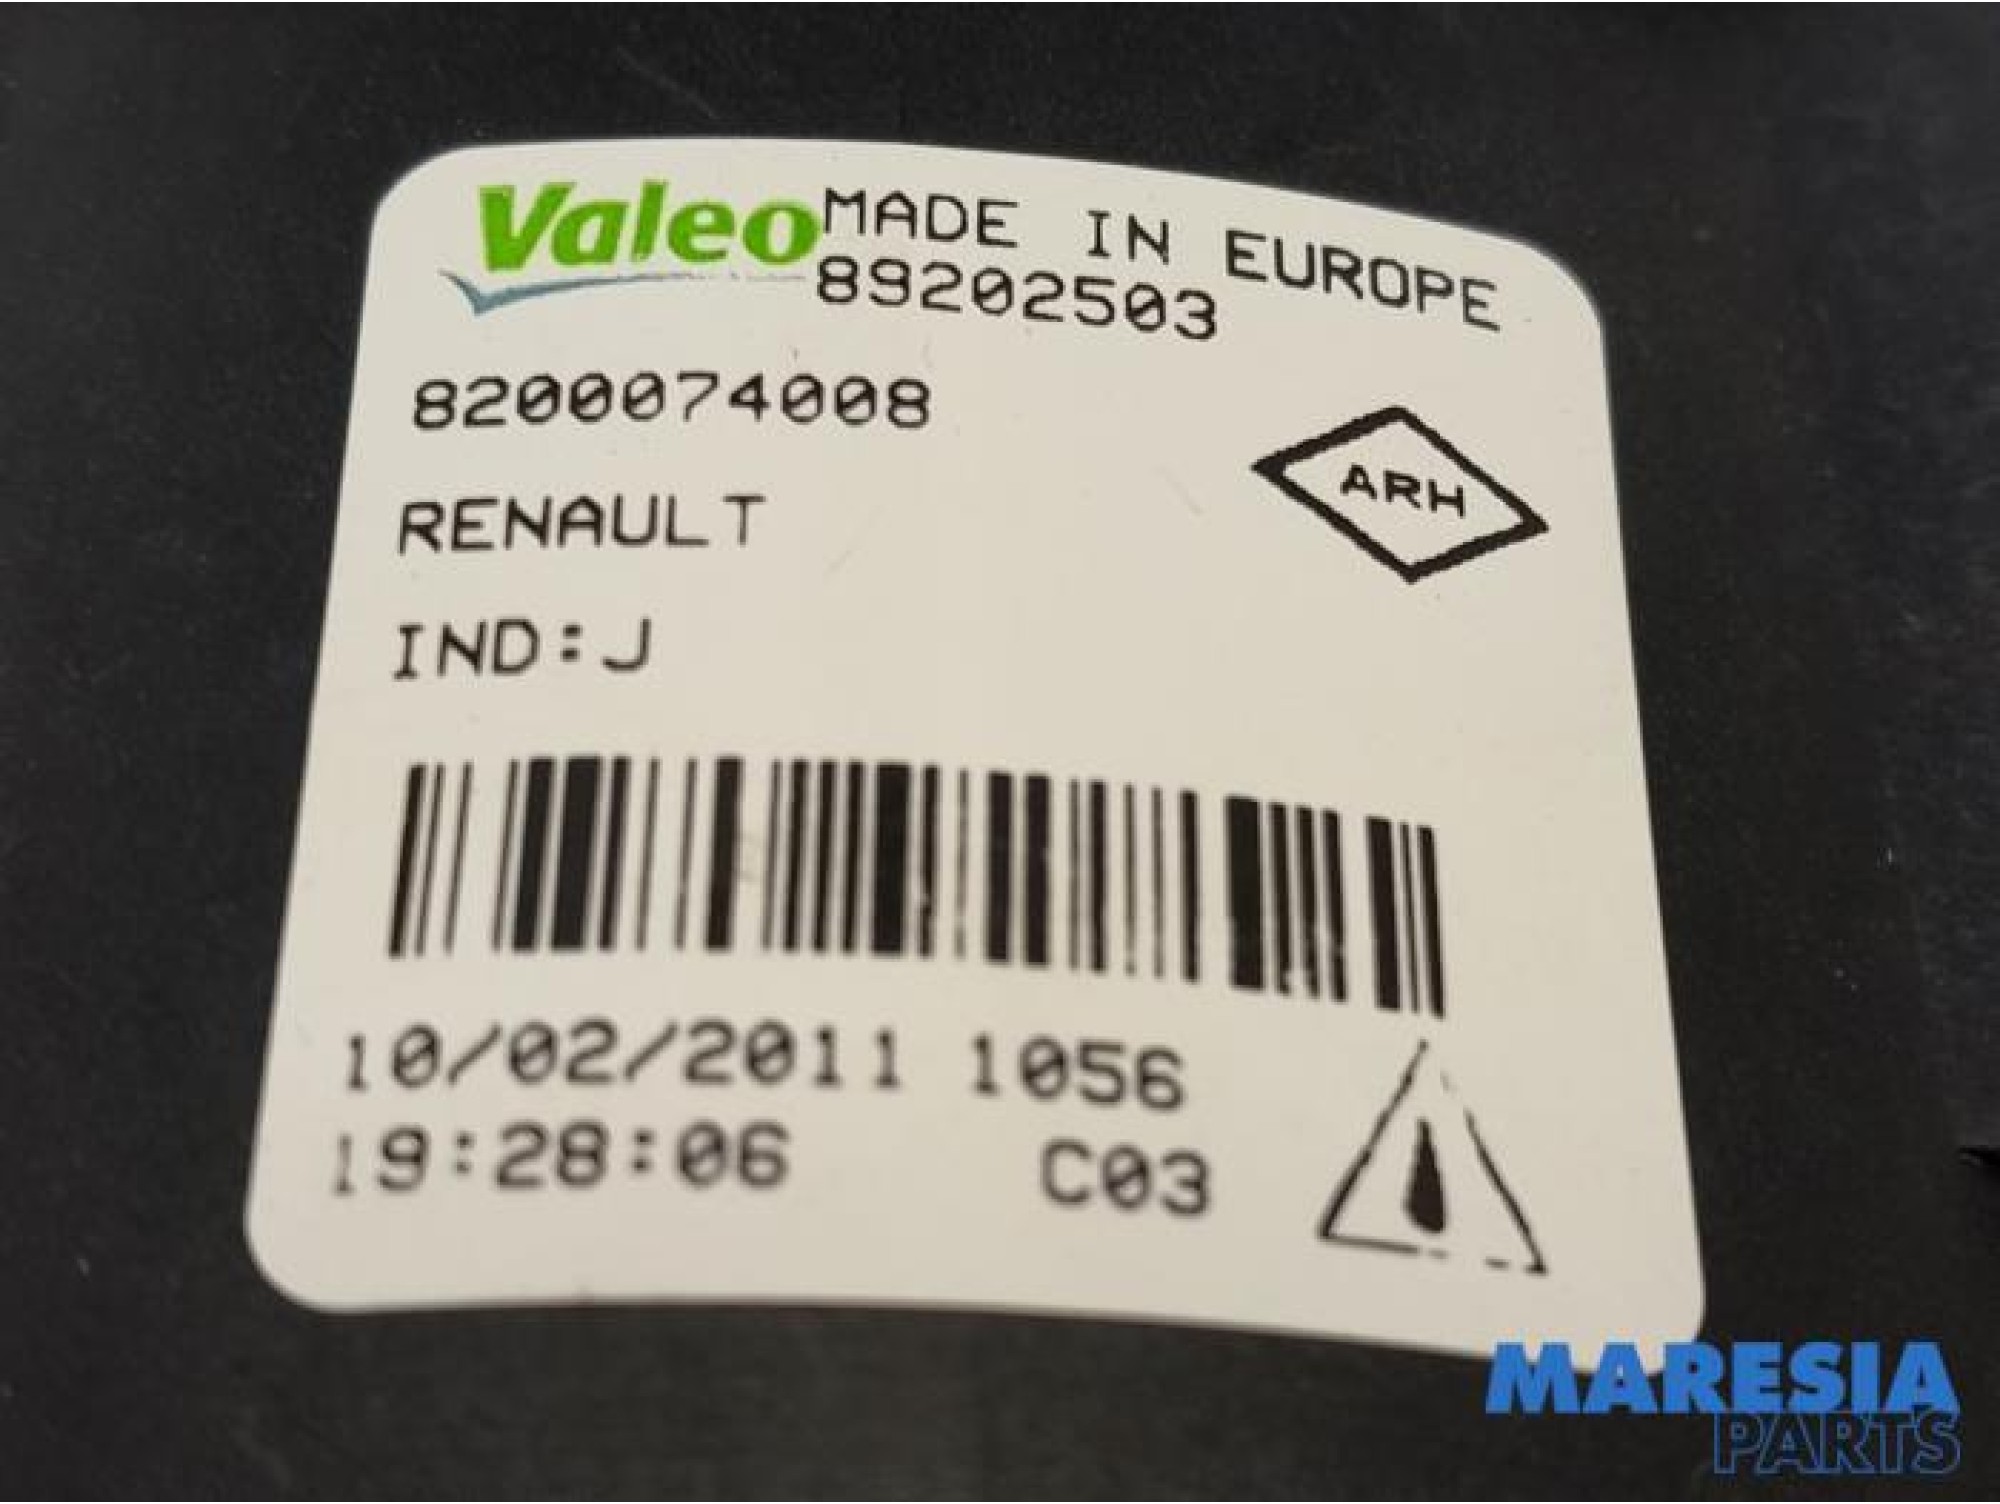 Valeo MADE IN EUROPE
89202503
8200074008
RENAULT
ARH
IND:J
10/02/2011 1056
19:28:06 C03
MARESIA
PARTS